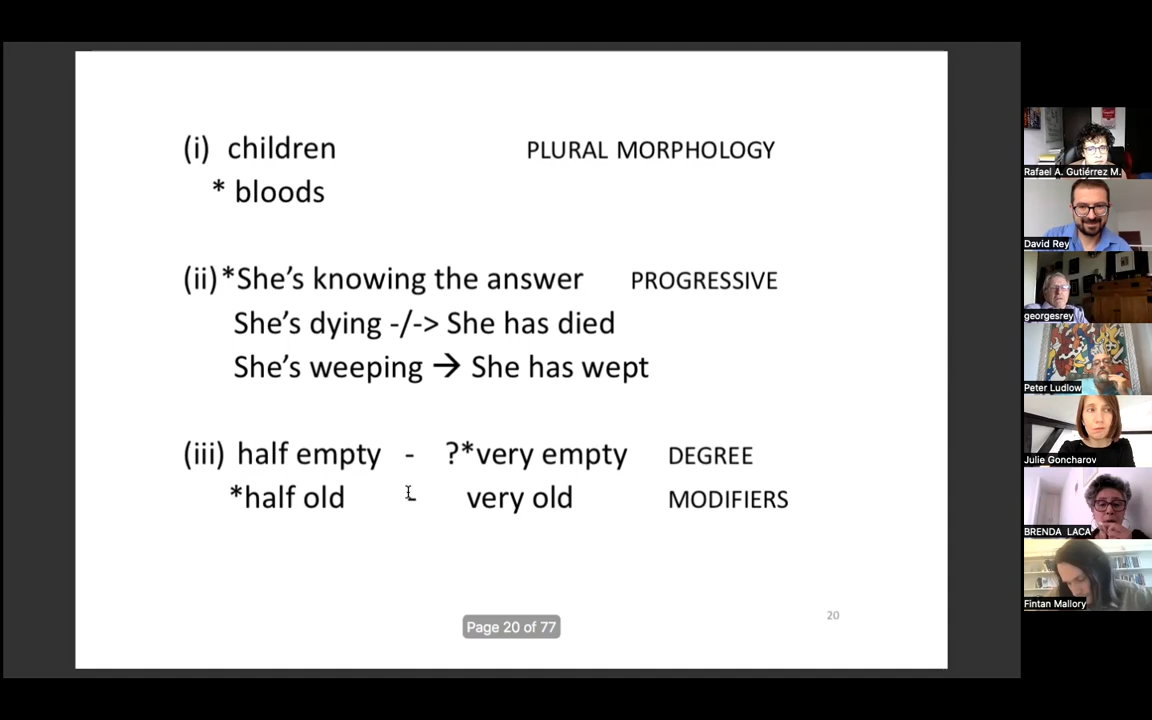 (i) children PLURAL MORPHOLOGY
* bloods
(ii) *She’s knowing the answer PROGRESSIVE
She’s dying -/-> She has died
She’s weeping → She has wept
(iii) half empty - ?*very empty DEGREE
*half old - very old MODIFIERS
20
Page 20 of 77
Rafael A. Gutiérrez M.
David Rey
georgesrey
Peter Ludlow
Julie Goncharov
BRENDA LACA
Fintan Mallory